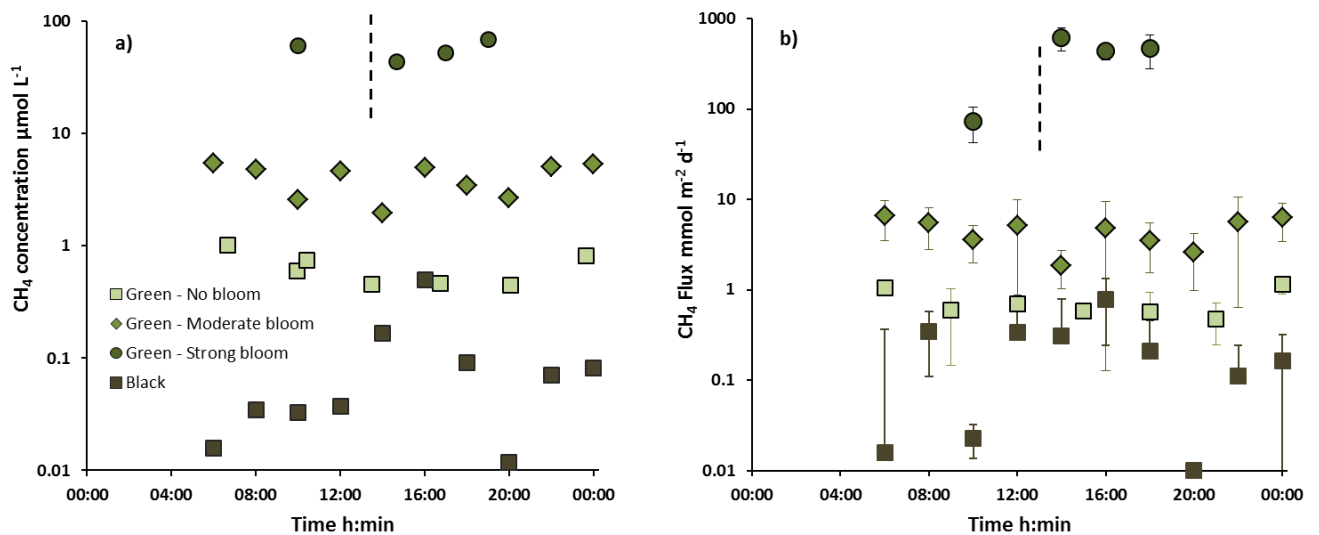 a)
CH₄ concentration µmol L⁻¹
100
10
1
0.1
0.01
Green - No bloom
Green - Moderate bloom
Green - Strong bloom
Black
00:00 04:00 08:00 12:00 16:00 20:00 00:00
Time h:min
b)
CH₄ Flux mmol m⁻² d⁻¹
1000
100
10
1
0.1
0.01
00:00 04:00 08:00 12:00 16:00 20:00 00:00
Time h:min